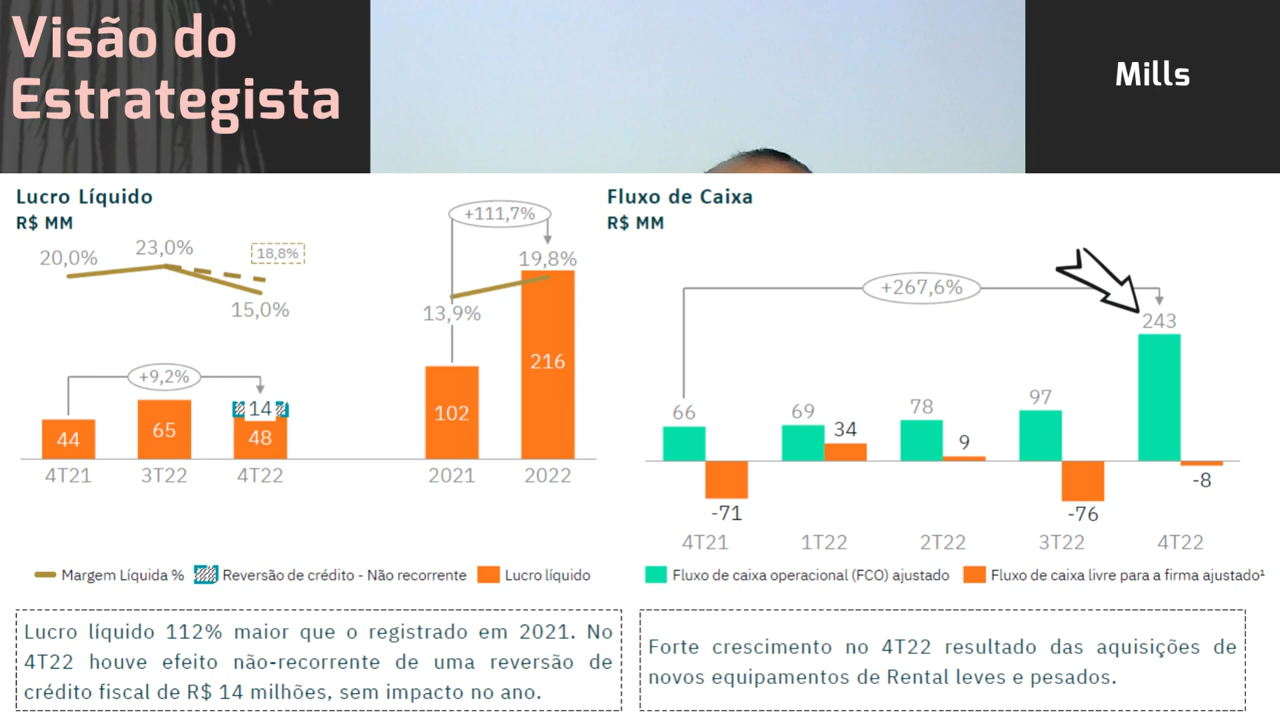 Visão do
Estrategista
Mills
Lucro Líquido
R$ MM
20,0%
23,0%
18,8%
15,0%
+9,2%
44
65
14
48
4T21
3T22
4T22
+111,7%
13,9%
19,8%
102
216
2021
2022
Margem Líquida %
Reversão de crédito - Não recorrente
Lucro líquido
Lucro líquido 112% maior que o registrado em 2021. No
4T22 houve efeito não-recorrente de uma reversão de
crédito fiscal de R$ 14 milhões, sem impacto no ano.
Fluxo de Caixa
R$ MM
+267,6%
66
-71
69
34
78
9
97
-76
243
-8
4T21
1T22
2T22
3T22
4T22
Fluxo de caixa operacional (FCO) ajustado
Fluxo de caixa livre para a firma ajustado¹
Forte crescimento no 4T22 resultado das aquisições de
novos equipamentos de Rental leves e pesados.